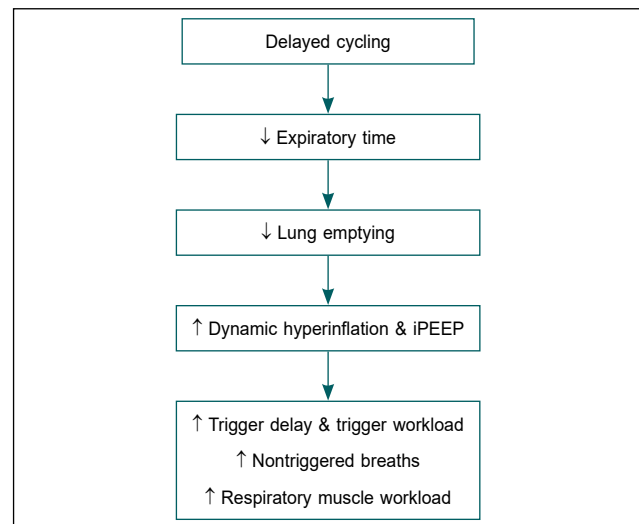 Delayed cycling
↓ Expiratory time
↓ Lung emptying
↑ Dynamic hyperinflation & iPEEP
↑ Trigger delay & trigger workload
↑ Nontriggered breaths
↑ Respiratory muscle workload